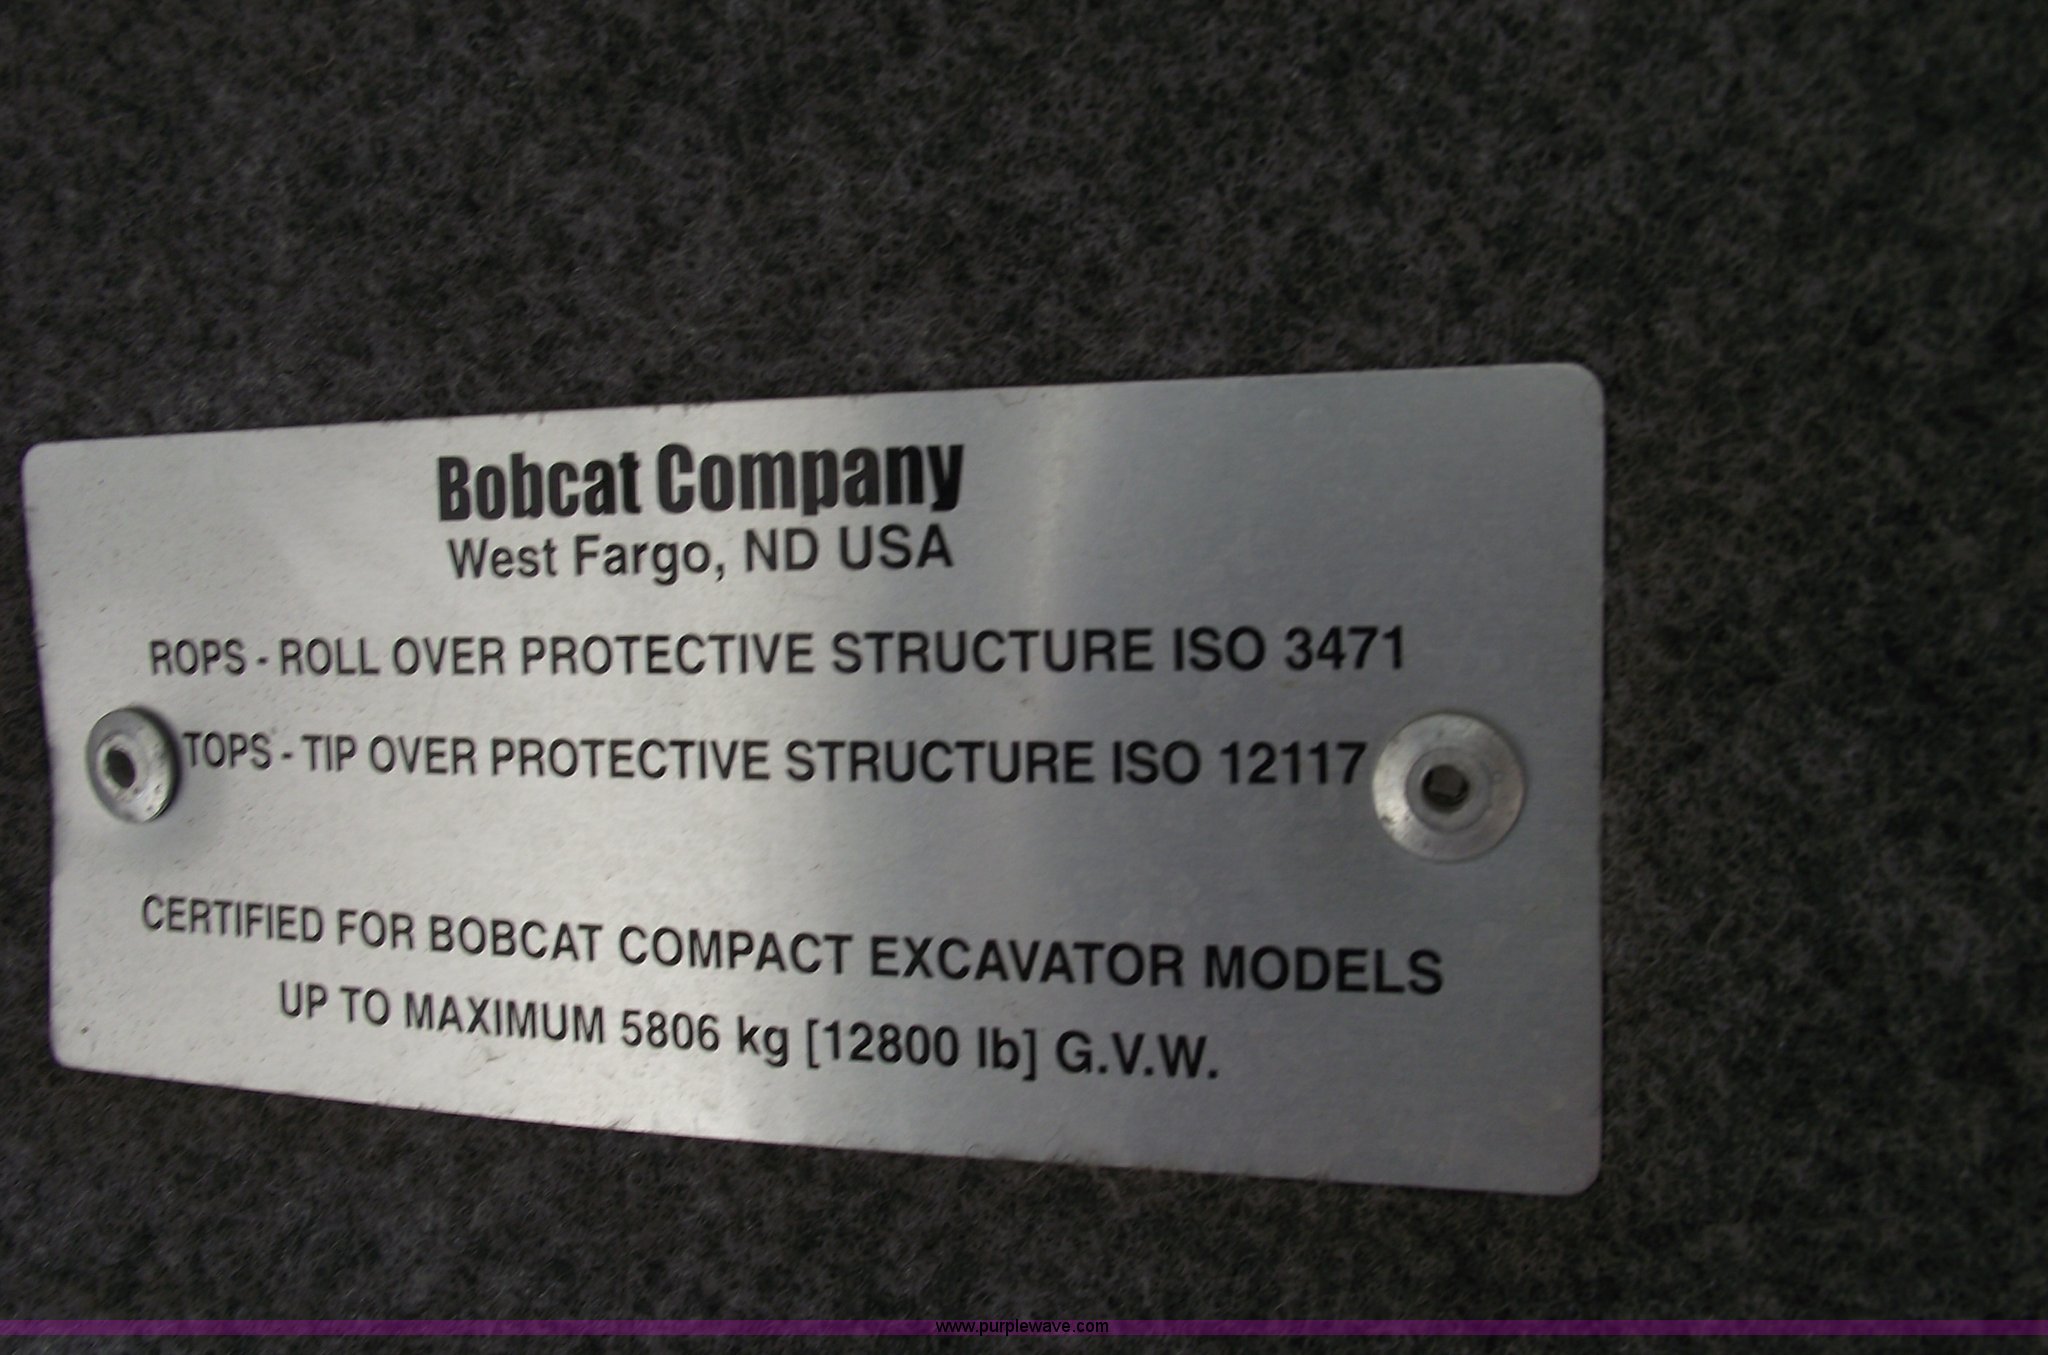 Bobcat Company
West Fargo, ND USA
ROPS - ROLL OVER PROTECTIVE STRUCTURE ISO 3471
TOPS - TIP OVER PROTECTIVE STRUCTURE ISO 12117
CERTIFIED FOR BOBCAT COMPACT EXCAVATOR MODELS
UP TO MAXIMUM 5806 kg [12800 lb] G.V.W.
www.purplewave.com